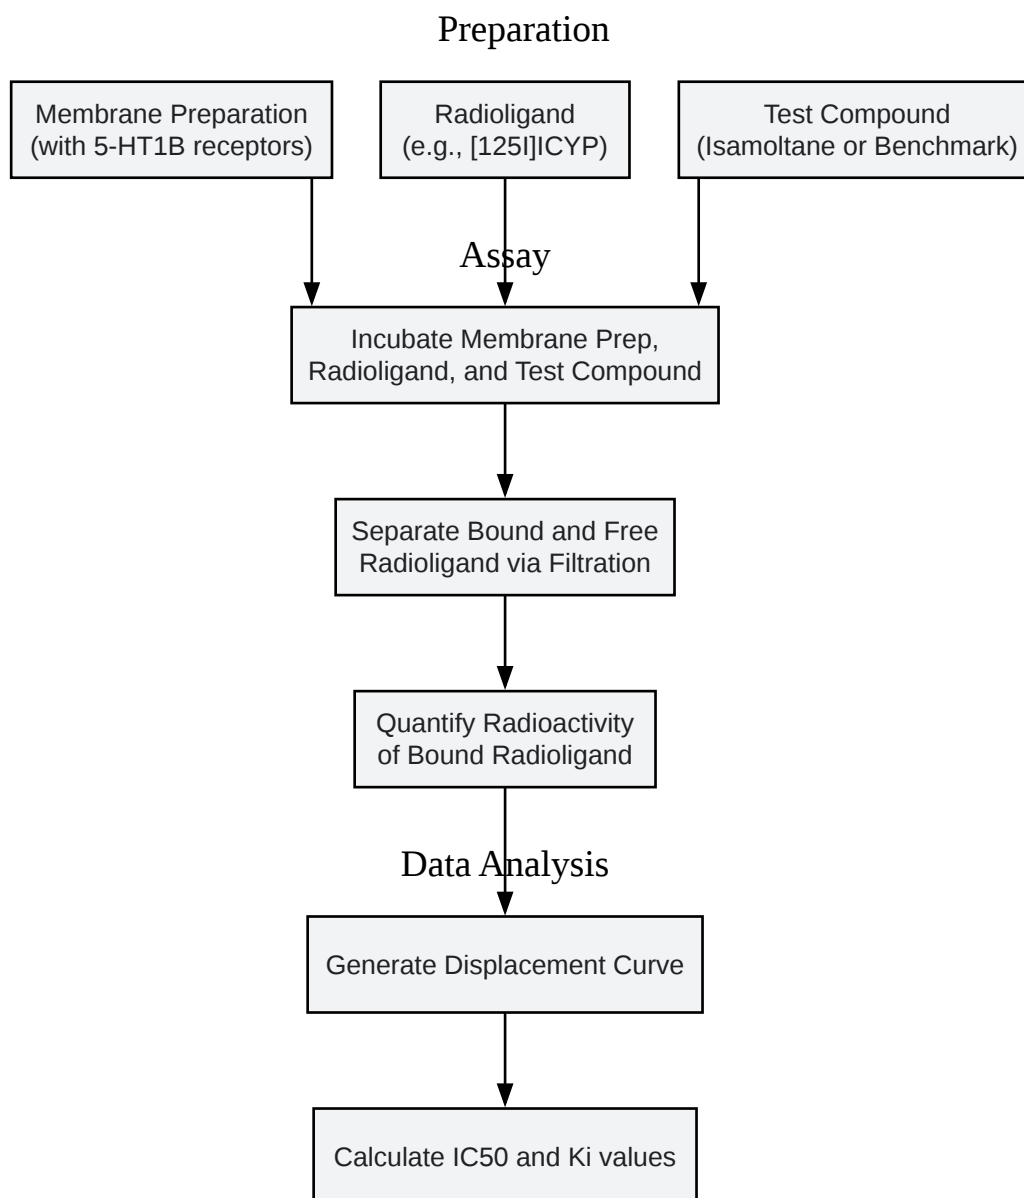 Preparation
Membrane Preparation
(with 5-HT1B receptors)
Radioligand
(e.g., [125I]ICYP)
Test Compound
(Isamoltane or Benchmark)
Assay
Incubate Membrane Prep,
Radioligand, and Test Compound
Separate Bound and Free
Radioligand via Filtration
Quantify Radioactivity
of Bound Radioligand
Data Analysis
Generate Displacement Curve
Calculate IC50 and Ki values